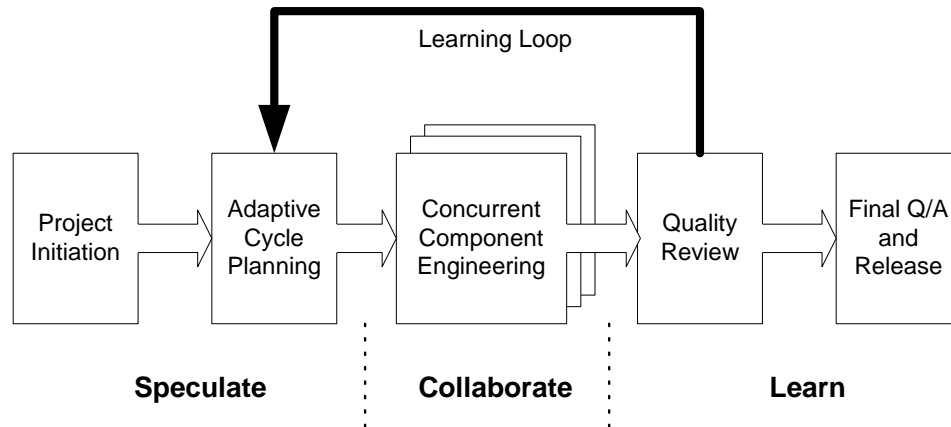 Learning Loop
Project
Initiation
Adaptive
Cycle
Planning
Concurrent
Component
Engineering
Quality
Review
Final Q/A
and
Release
Speculate
Collaborate
Learn